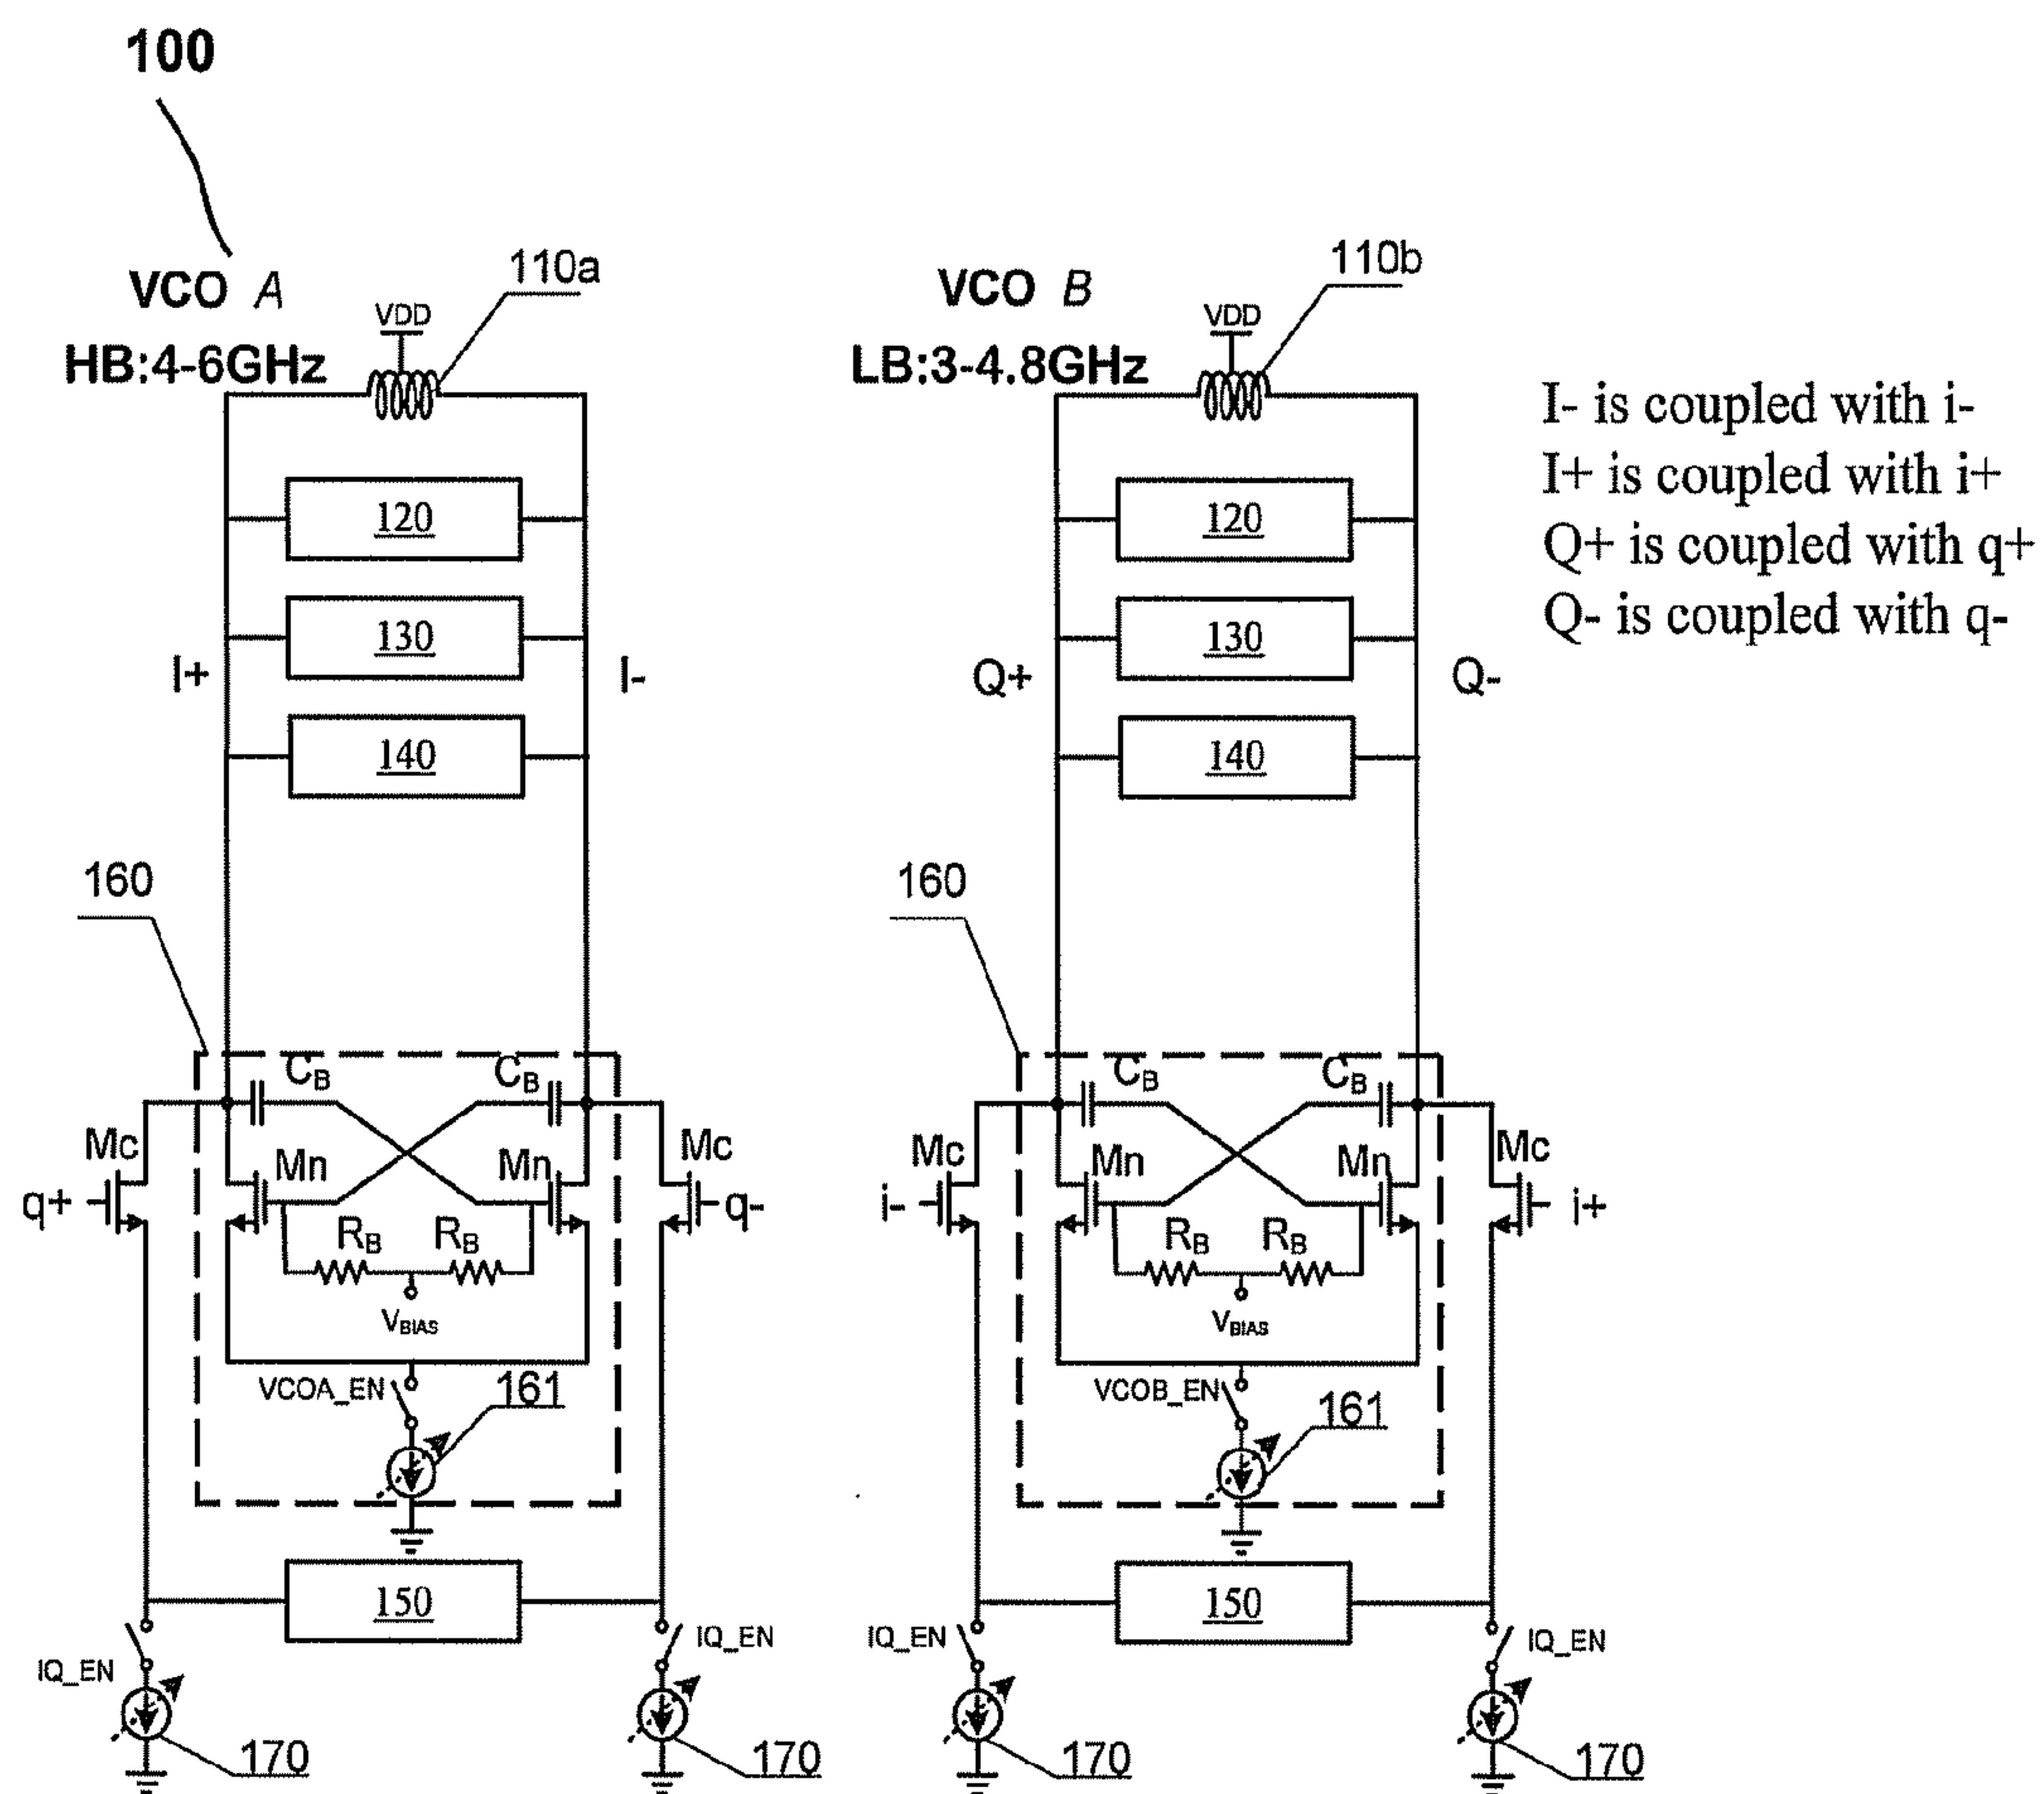 100
VCO A
110a
VDD
HB:4-6GHz
VCO B
110b
VDD
LB:3-4.8GHz
I- is coupled with i-
I+ is coupled with i+
Q+ is coupled with q+
Q- is coupled with q-
120
120
130
130
I+
I-
Q+
Q-
140
140
160
160
CB
CB
CB
CB
Mc
Mn
Mn
Mc
Mc
Mn
Mn
Mc
q+
q-
i-
i+
RB
RB
RB
RB
VBIAS
VBIAS
VCOA_EN
161
VCOB_EN
161
150
150
IQ_EN
IQ_EN
IQ_EN
IQ_EN
170
170
170
170